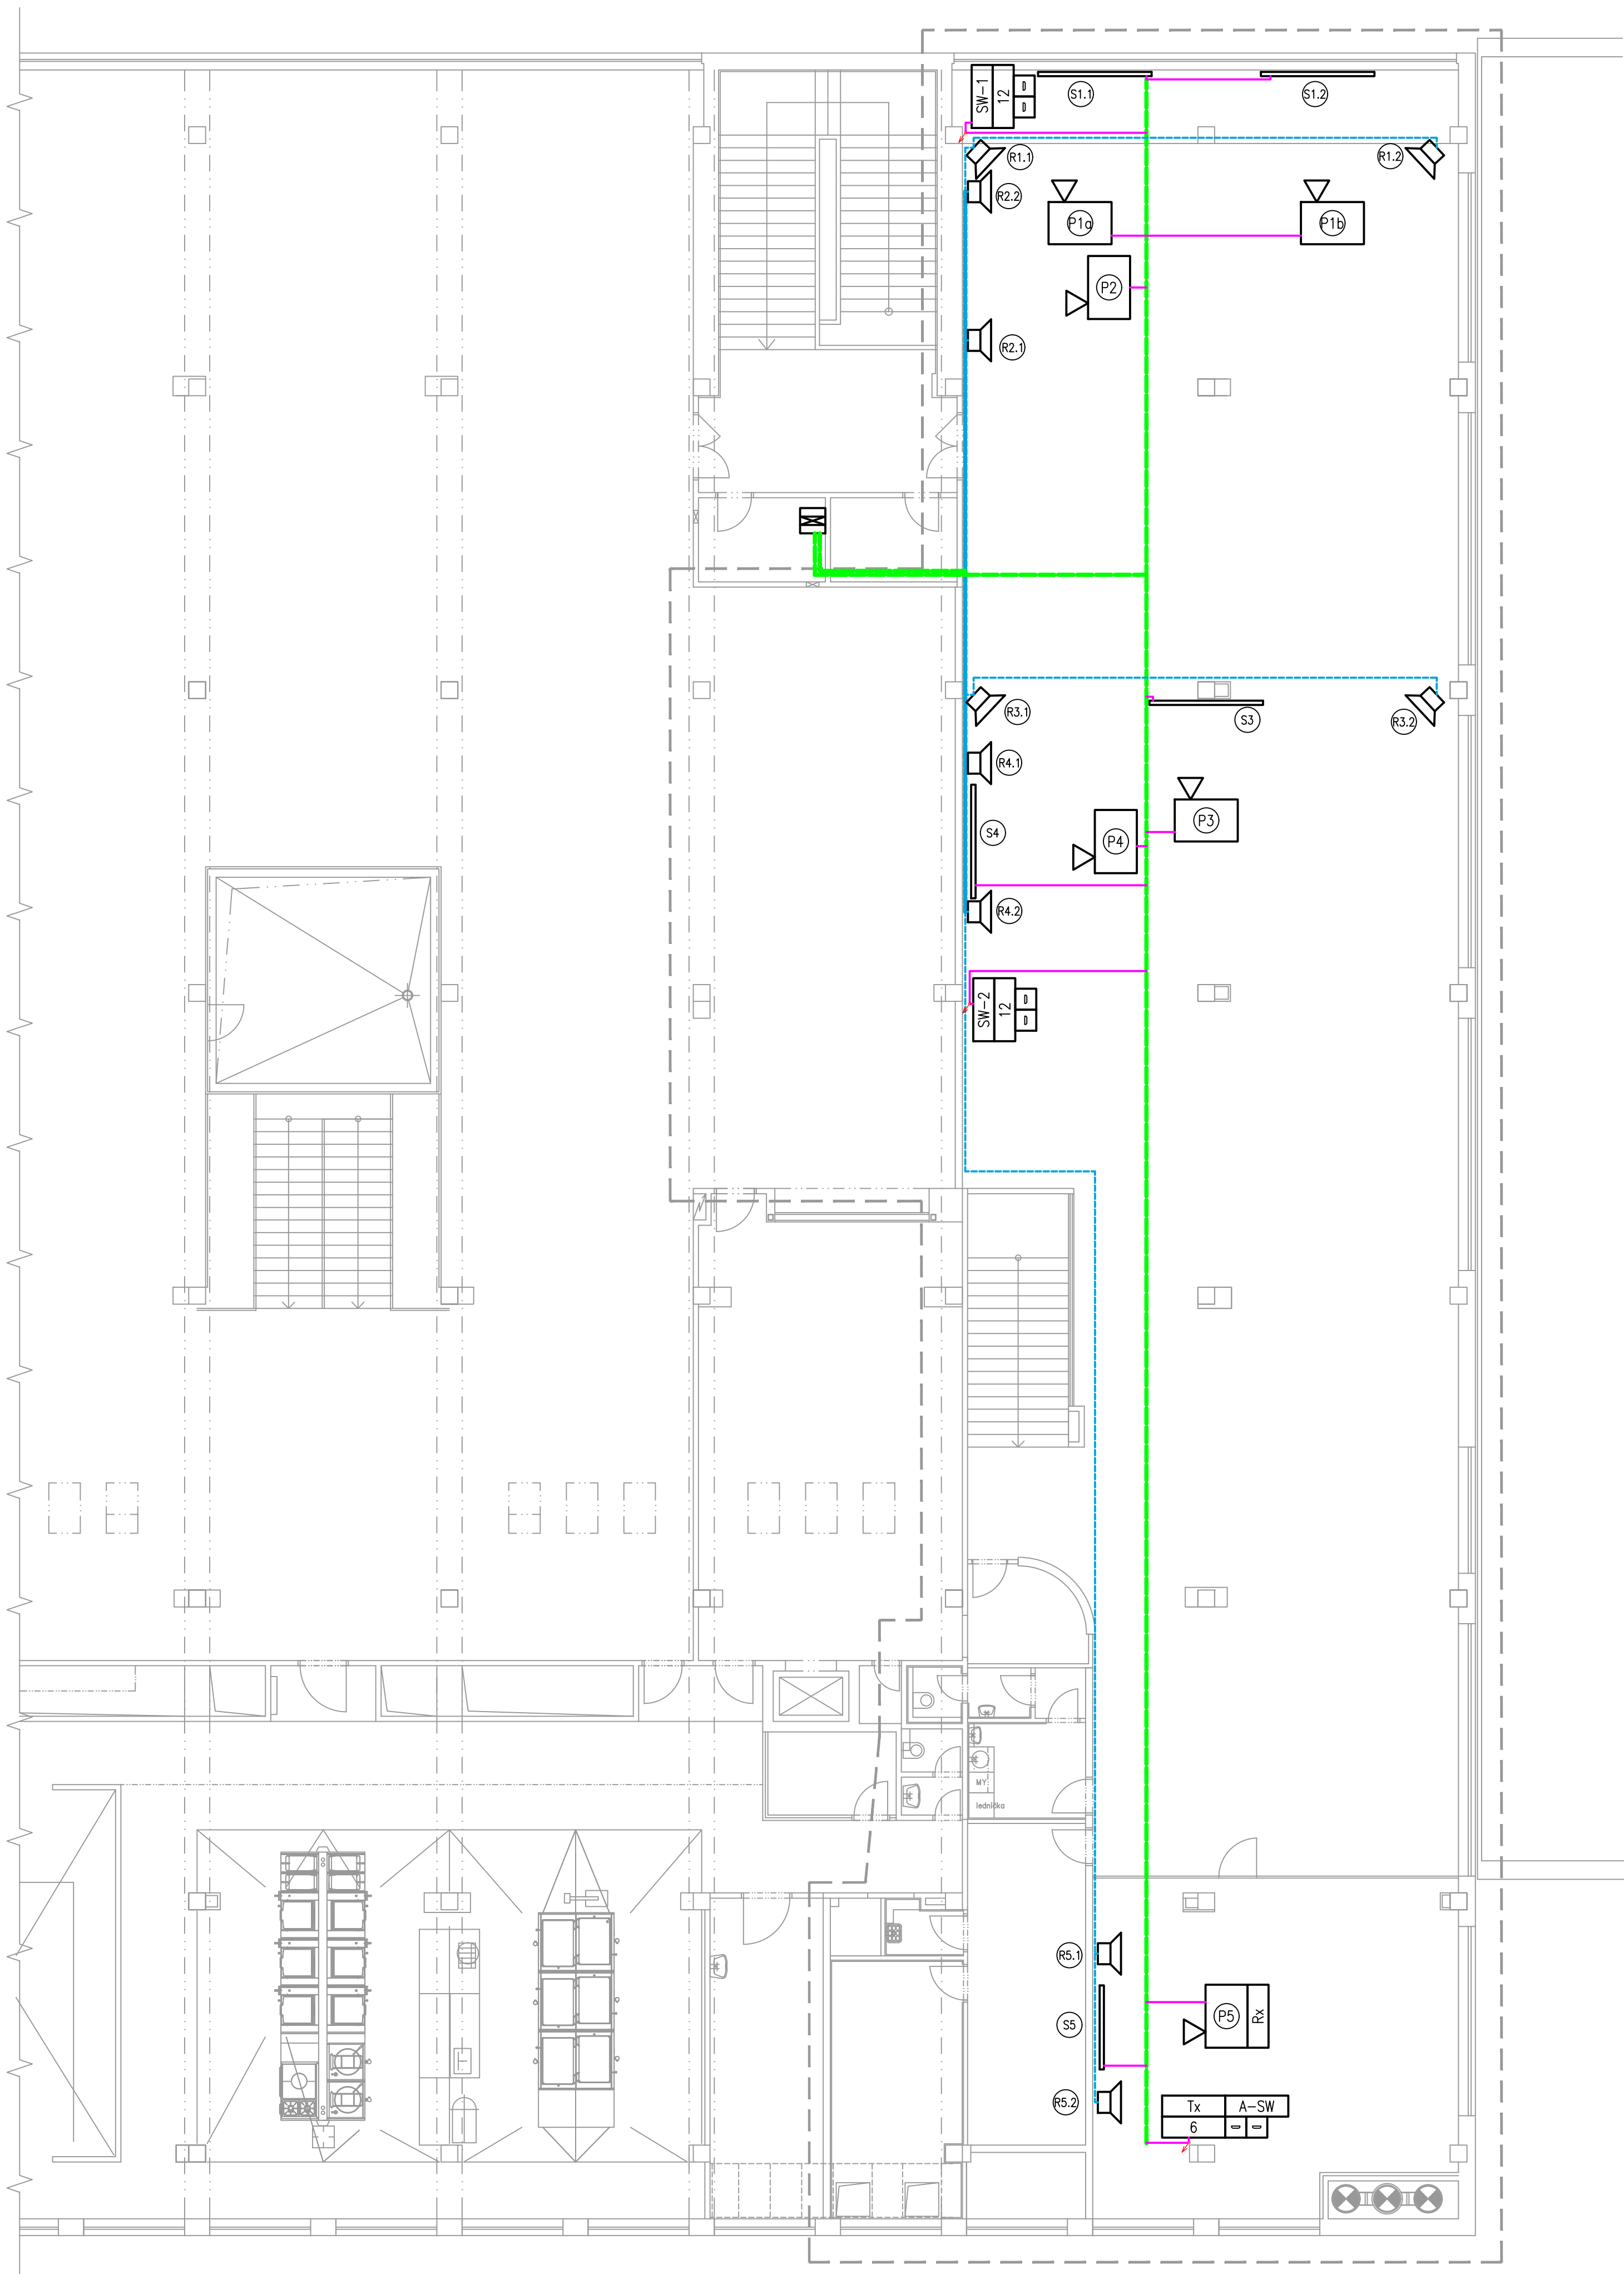 SW-1
12
S1.1
S1.2
R1.1
R1.2
R2.2
P1a
P1b
P2
R2.1
R3.1
S3
R3.2
R4.1
P3
S4
P4
R4.2
SW-2
12
MY
lednička
R5.1
P5
Rx
S5
R5.2
Tx
A-SW
6